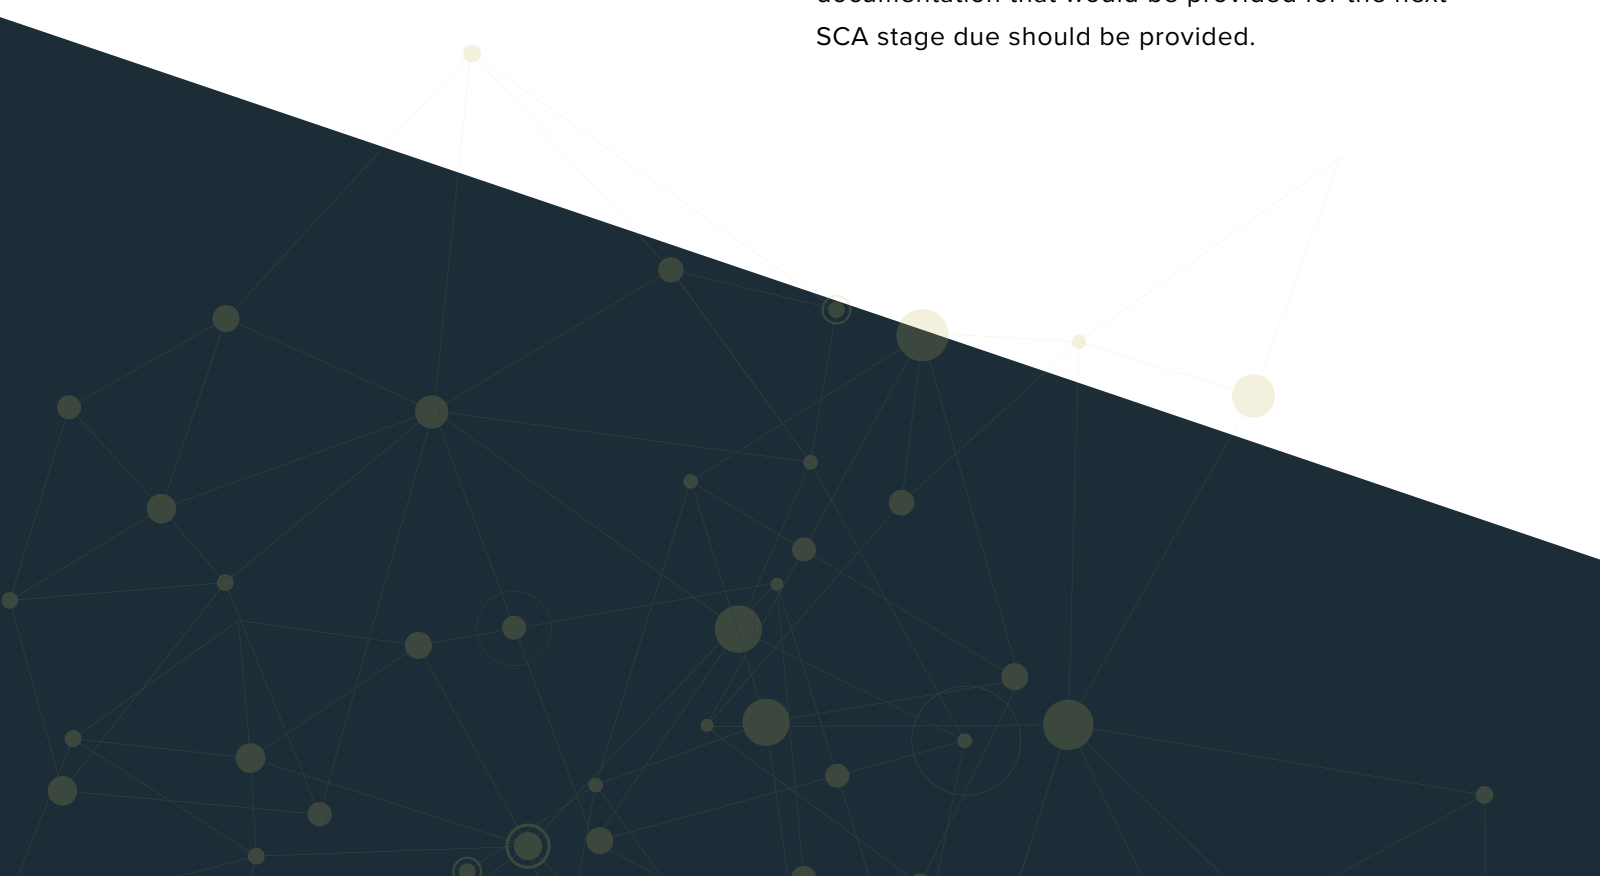 documentation that would be provided for the next
SCA stage due should be provided.